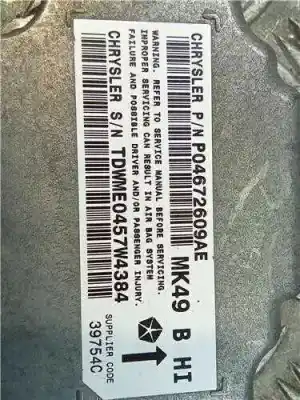 CHRYSLER P/N P04672609AE
MK49 B HI
WARNING. REFER TO SERVICE MANUAL BEFORE SERVICING.
IMPROPER SERVICING CAN RESULT IN AIR BAG SYSTEM
FAILURE AND POSSIBLE DRIVER AND/OR PASSENGER INJURY.
CHRYSLER S/N TDWME0457W4384
SUPPLIER CODE
39754C